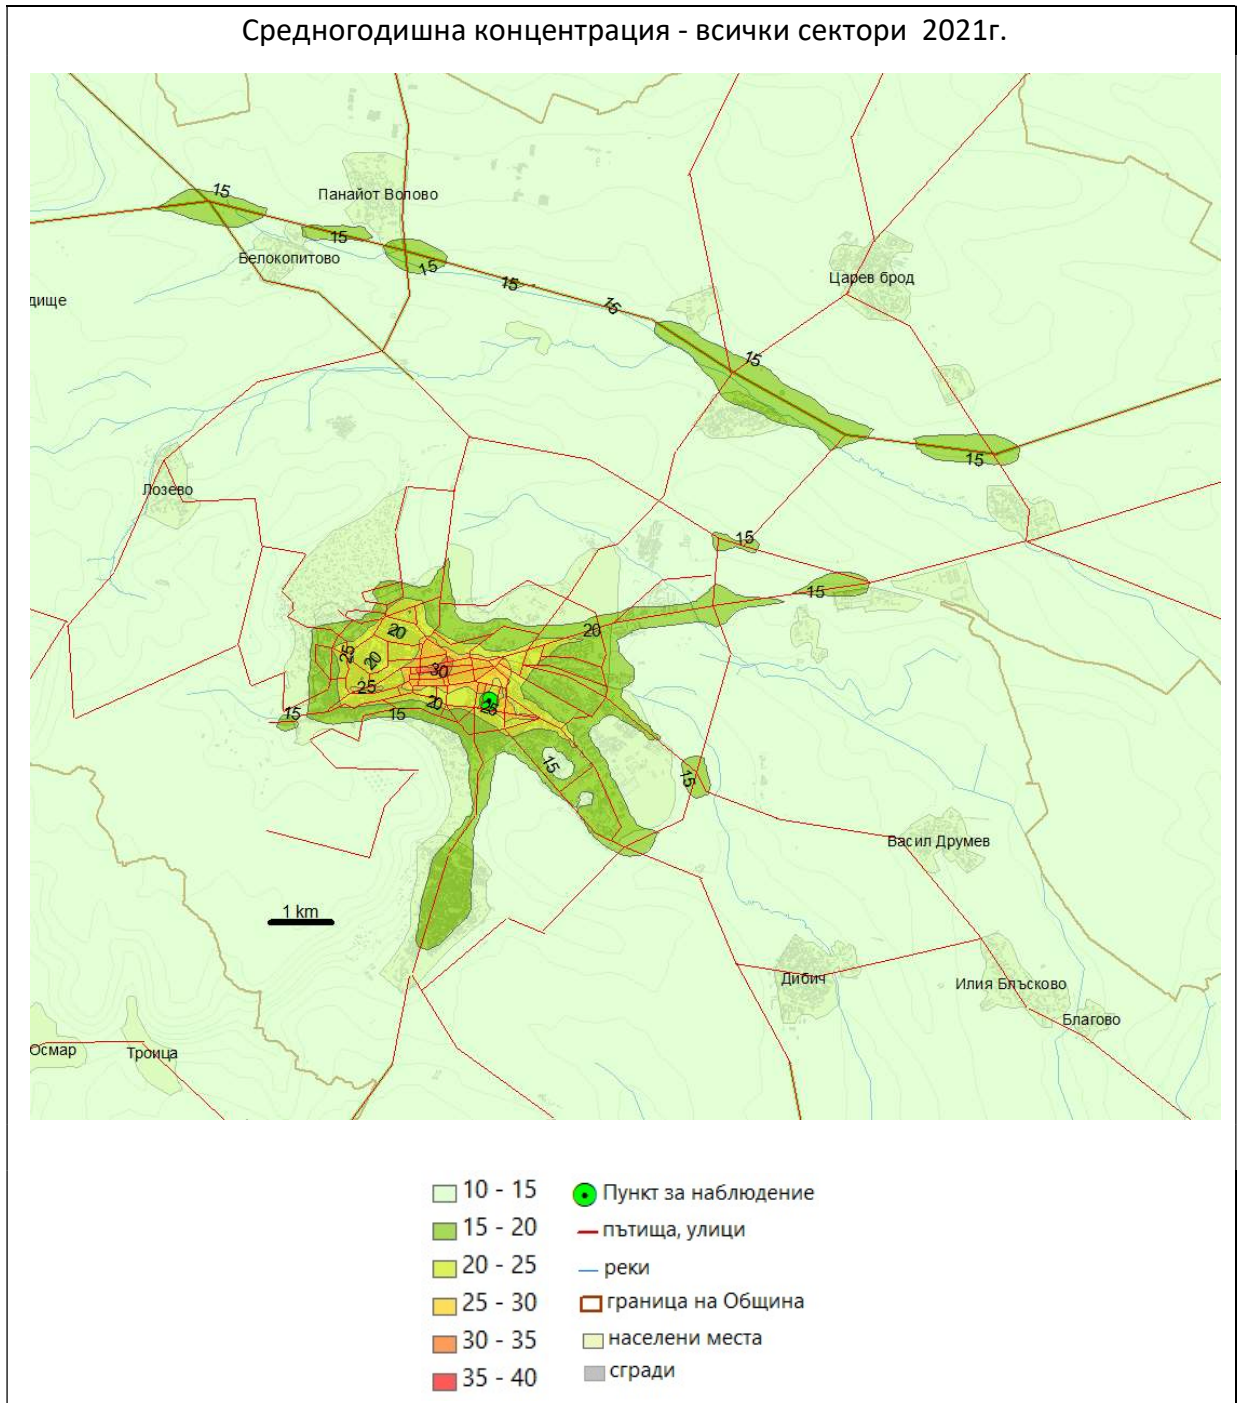 Средногодишна концентрация - всички сектори 2021г.
15
Панайот Волово
15
Белокопитово
15
15
15
Царев брод
дище
15
15
Лозево
15
15
20
20
25
20
30
25
20
25
15
15
15
15
Васил Друмев
1 km
Дибич
Илия Блъсково
Благово
Осмар
Троица
10 - 15
Пункт за наблюдение
15 - 20
пътища, улици
20 - 25
реки
25 - 30
граница на Община
30 - 35
населени места
35 - 40
сгради